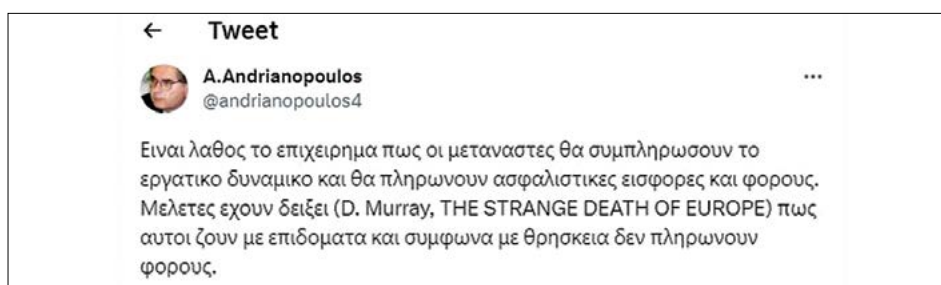 ← Tweet
A.Andrianopoulos
@andrianopoulos4
Ειναι λαθος το επιχειρημα πως οι μεταναστες θα συμπληρωσουν το
εργατικο δυναμικο και θα πληρωνουν ασφαλιστικες εισφορες και φορους.
Μελετες εχουν δειξει (D. Murray, THE STRANGE DEATH OF EUROPE) πως
αυτοι ζουν με επιδοματα και συμφωνα με θρησκεια δεν πληρωνουν
φορους.